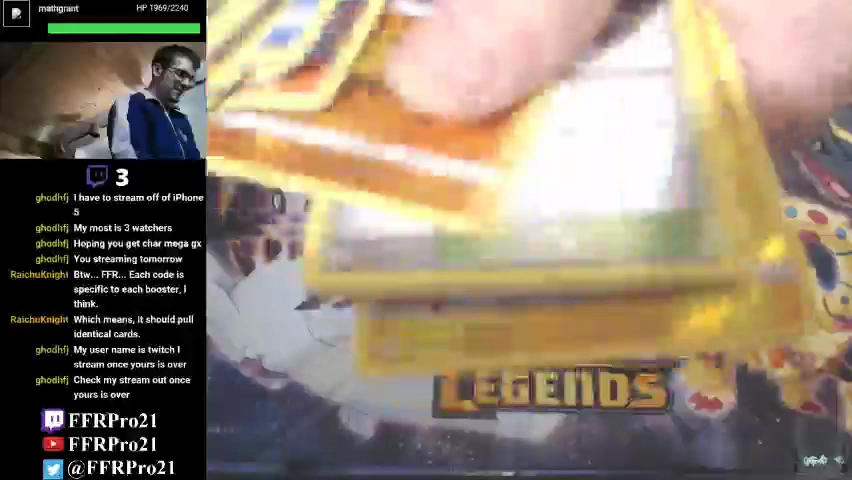 mathgrant HP 1969/2240
3
ghodhfj I have to stream off of iPhone
5
ghodhfj My most is 3 watchers
ghodhfj Hoping you get char mega gx
ghodhfj You streaming tomorrow
RaichuKnight Btw... FFR... Each code is
specific to each booster, I
think.
RaichuKnight Which means, it should pull
identical cards.
ghodhfj My user name is twitch I
stream once yours is over
ghodhfj Check my stream out once
yours is over
FFRPro21
FFRPro21
@FFRPro21
LEGENDS